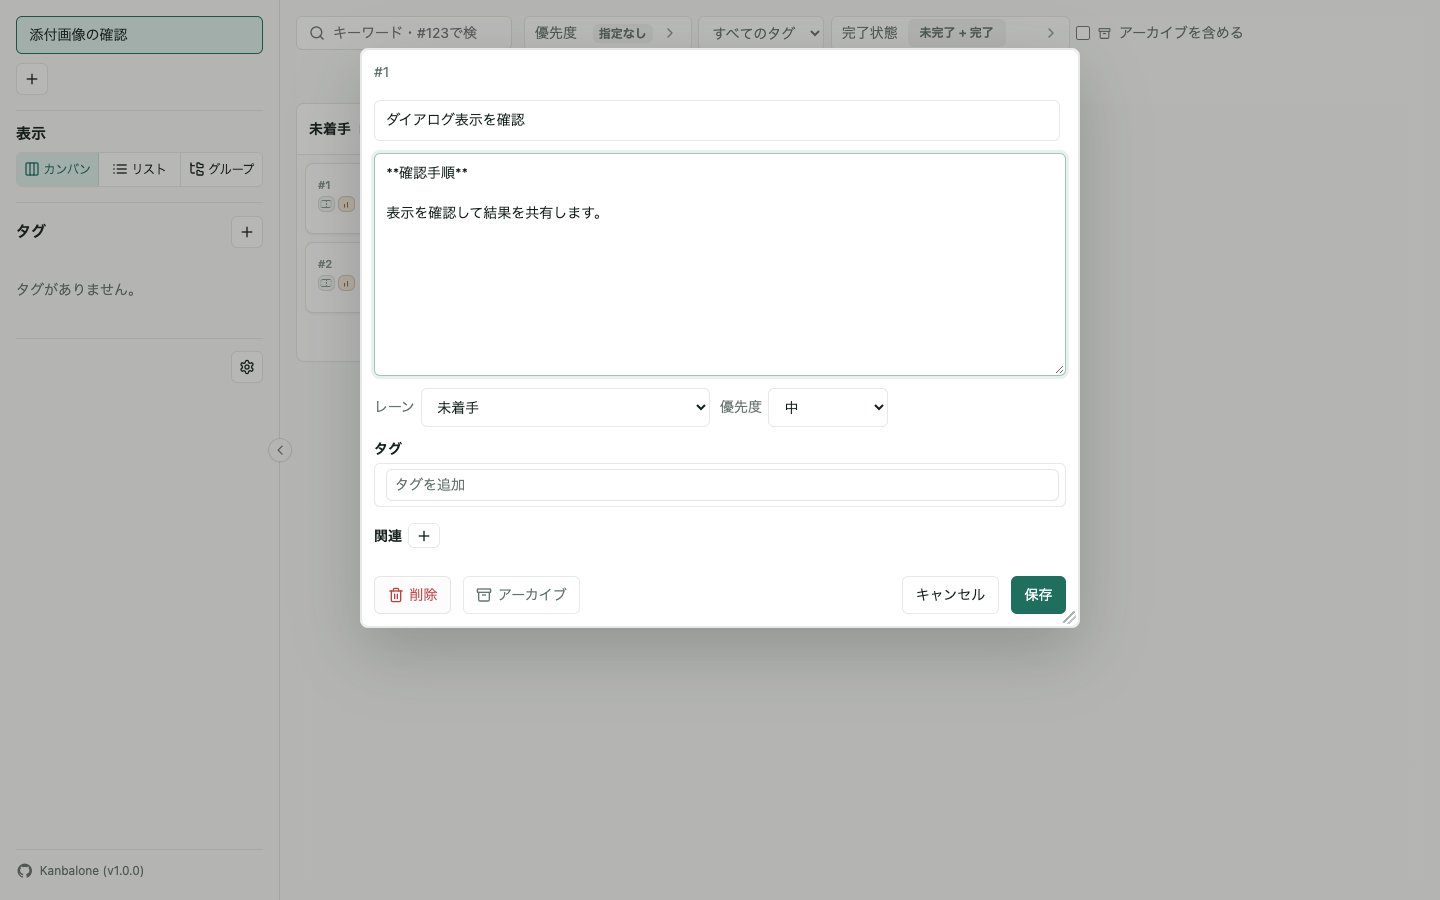 添付画像の確認
キーワード・#123で検
優先度 指定なし
すべてのタグ
完了状態 未完了 + 完了
アーカイブを含める
表示
カンバン
リスト
グループ
タグ
タグがありません。
Kanbalone (v1.0.0)
未着手
#1
#2
#1
ダイアログ表示を確認
**確認手順**
表示を確認して結果を共有します。
レーン 未着手 優先度 中
タグ
タグを追加
関連
削除 アーカイブ キャンセル 保存